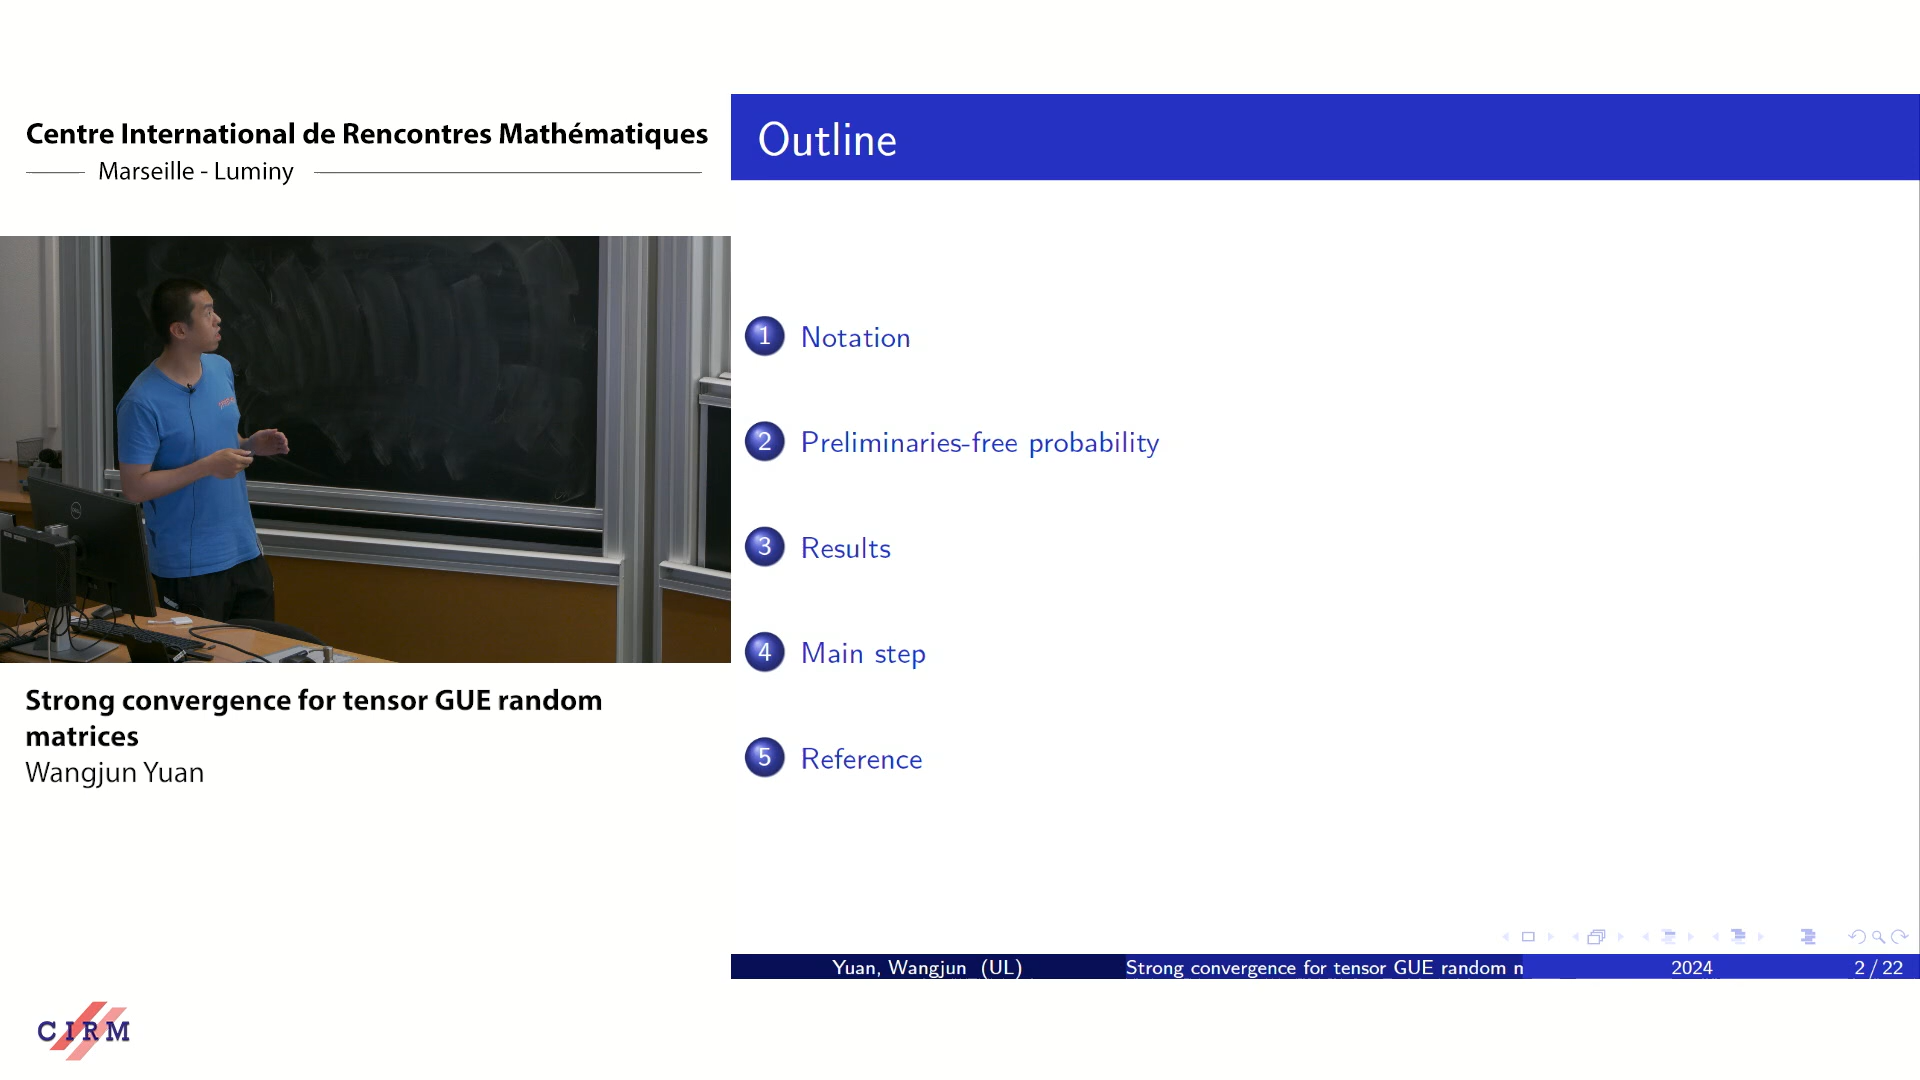 Centre International de Rencontres Mathématiques
Marseille - Luminy
Strong convergence for tensor GUE random
matrices
Wangjun Yuan
CIRM
Outline
1 Notation
2 Preliminaries-free probability
3 Results
4 Main step
5 Reference
Yuan, Wangjun (UL) Strong convergence for tensor GUE random m 2024 2 / 22